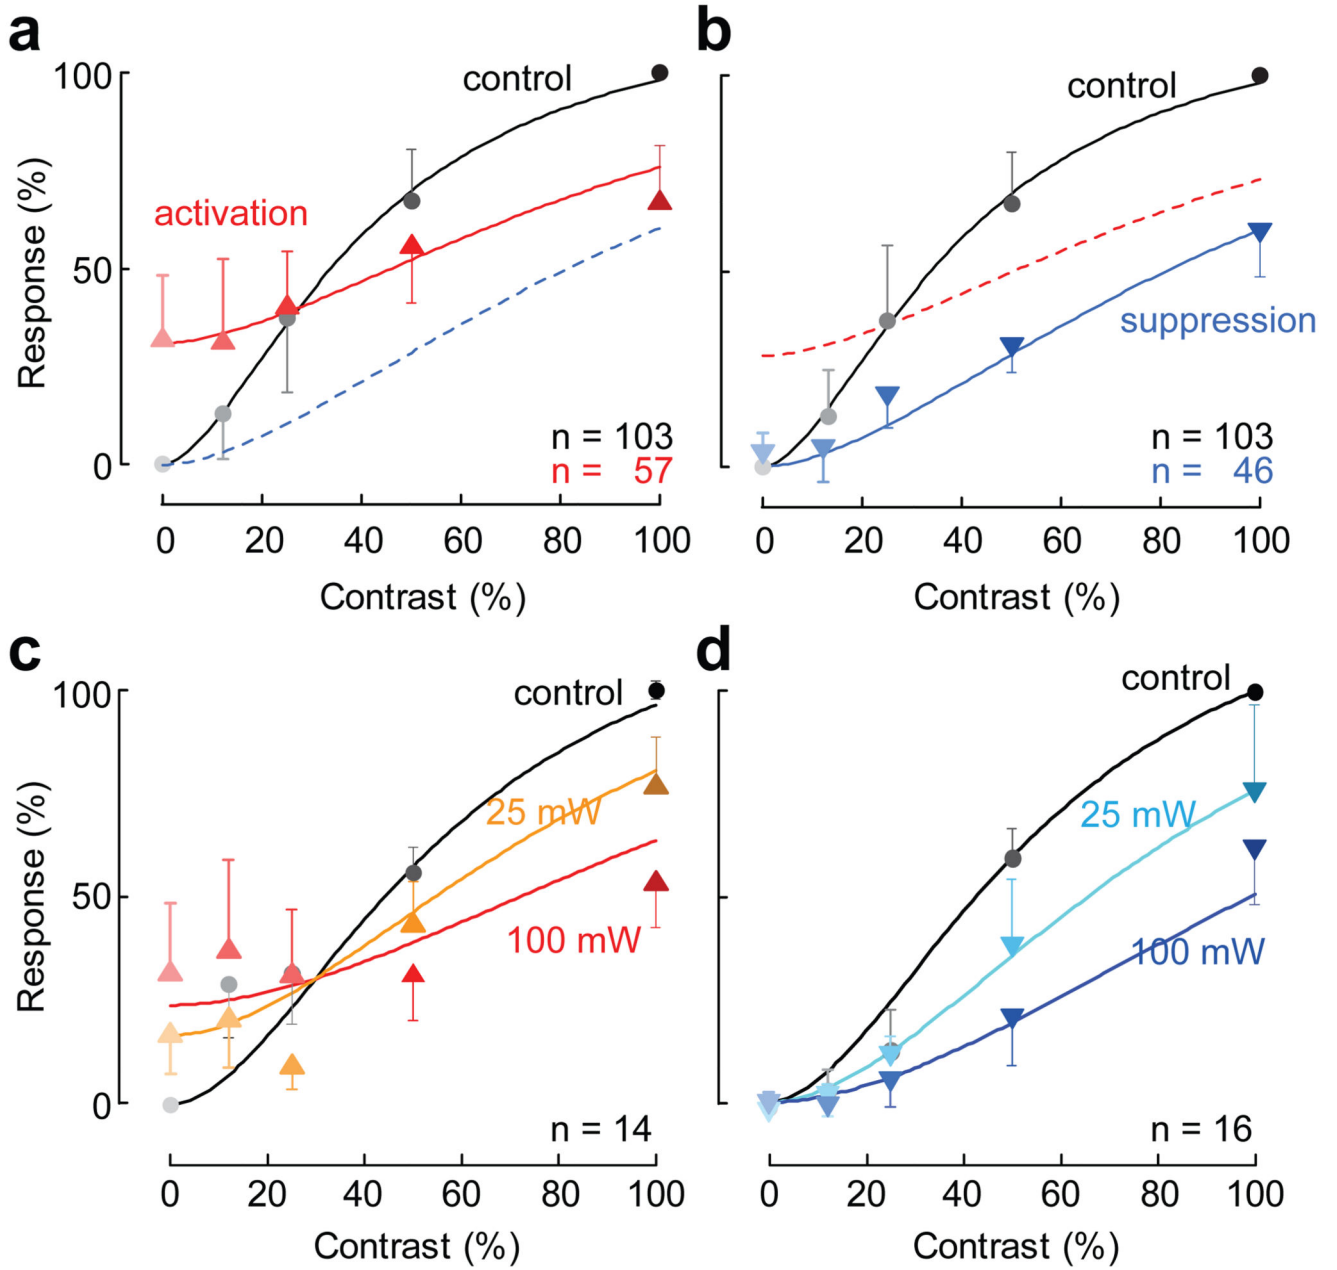 a
Response (%)
100
50
0
control
activation
n = 103
n = 57
0 20 40 60 80 100
Contrast (%)
b
control
suppression
n = 103
n = 46
0 20 40 60 80 100
Contrast (%)
c
Response (%)
100
50
0
control
25 mW
100 mW
n = 14
0 20 40 60 80 100
Contrast (%)
d
control
25 mW
100 mW
n = 16
0 20 40 60 80 100
Contrast (%)